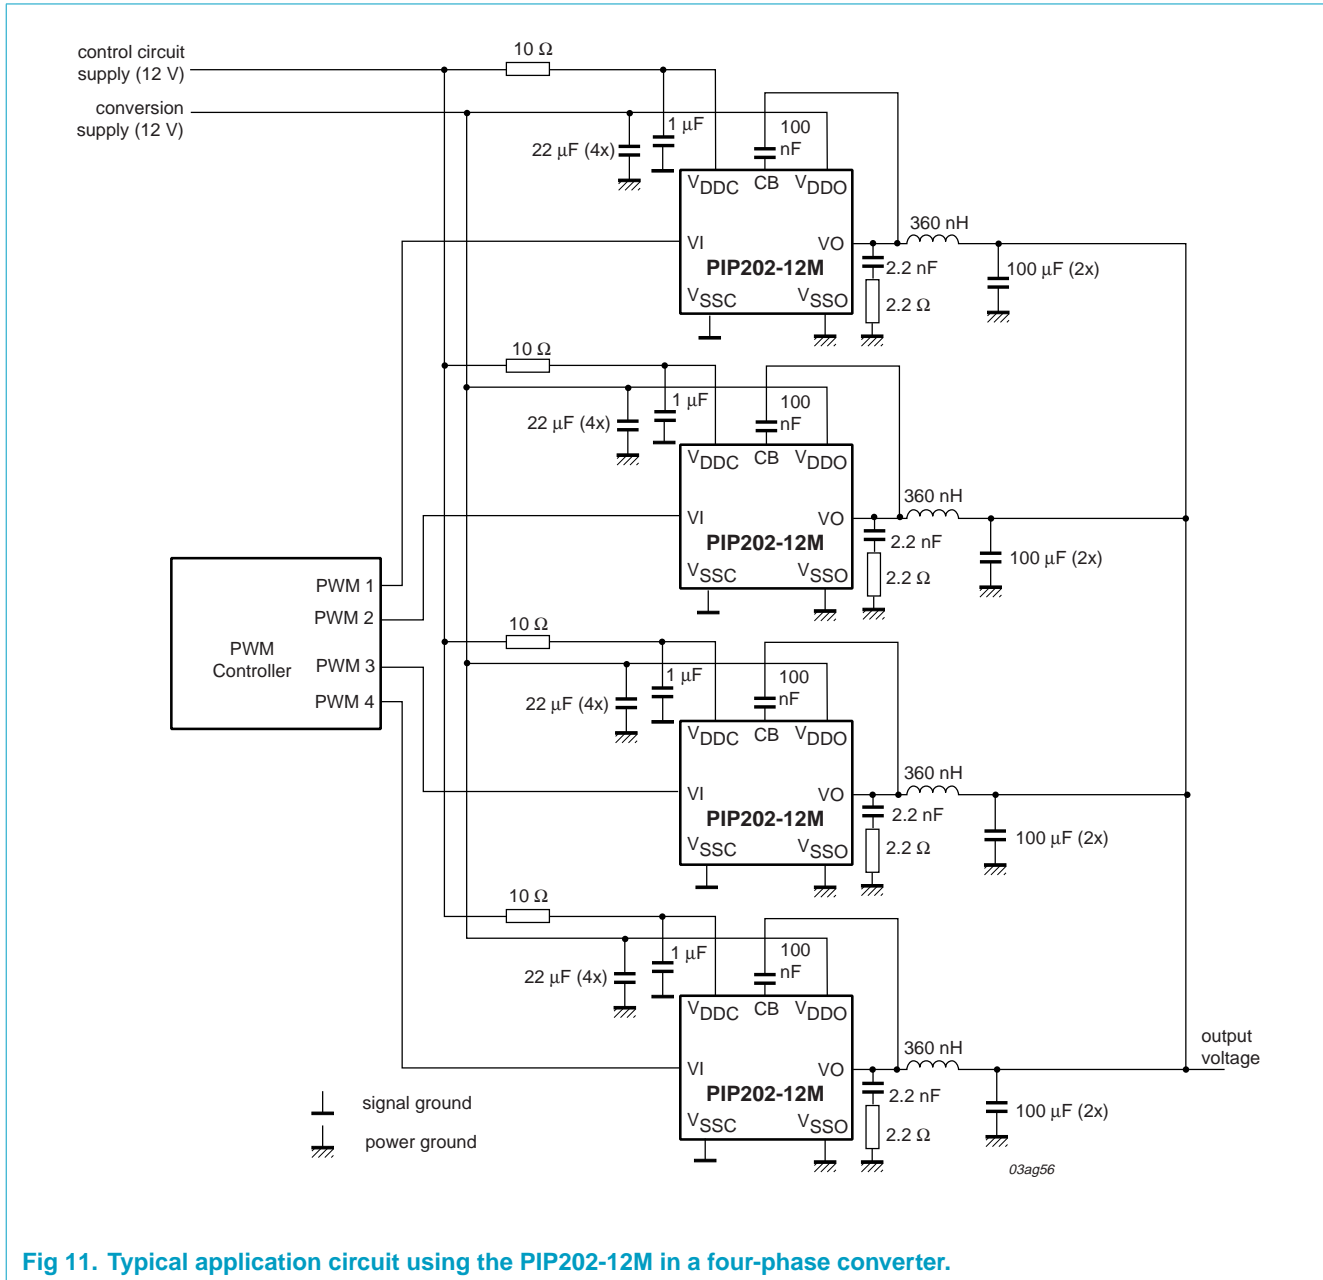 control circuit
supply (12 V)
10 Ω
conversion
supply (12 V)
22 μF (4x)
1 μF
100
nF
VDDC
CB
VDDO
VI
VO
PIP202-12M
VSSC
VSSO
360 nH
2.2 nF
2.2 Ω
100 μF (2x)
10 Ω
22 μF (4x)
1 μF
100
nF
VDDC
CB
VDDO
VI
VO
PIP202-12M
VSSC
VSSO
360 nH
2.2 nF
2.2 Ω
100 μF (2x)
PWM
Controller
PWM 1
PWM 2
PWM 3
PWM 4
10 Ω
22 μF (4x)
1 μF
100
nF
VDDC
CB
VDDO
VI
VO
PIP202-12M
VSSC
VSSO
360 nH
2.2 nF
2.2 Ω
100 μF (2x)
10 Ω
22 μF (4x)
1 μF
100
nF
VDDC
CB
VDDO
VI
VO
PIP202-12M
VSSC
VSSO
360 nH
2.2 nF
2.2 Ω
100 μF (2x)
output
voltage
signal ground
power ground
03ag56
Fig 11. Typical application circuit using the PIP202-12M in a four-phase converter.